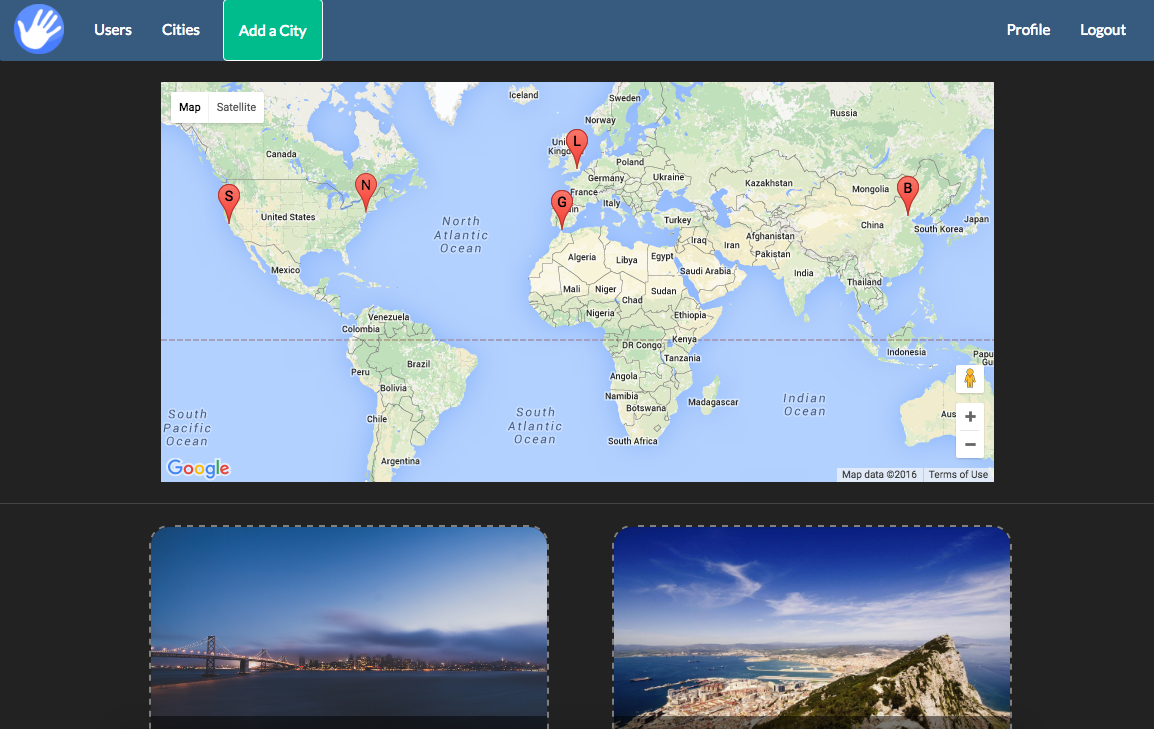 Users Cities Add a City Profile Logout
Map Satellite
Iceland
Sweden
Norway
Russia
L
Canada
Poland
Germany
Ukraine
Kazakhstan
Mongolia
B
France
Italy
S
N
G
United States
Turkey
China
Japan
South Korea
North
Atlantic
Ocean
Iraq
Iran
Afghanistan
Pakistan
Algeria
Libya
Egypt
Saudi Arabia
India
Mexico
Mali
Niger
Chad
Sudan
Thailand
Venezuela
Nigeria
Ethiopia
Colombia
DR Congo
Kenya
Indonesia
Papu
Gu
Peru
Brazil
Tanzania
Bolivia
Angola
Namibia
Botswana
Madagascar
Indian
Ocean
South
Pacific
Ocean
Chile
South
Atlantic
Ocean
South Africa
Aus
+
−
Argentina
Google
Map data ©2016 Terms of Use